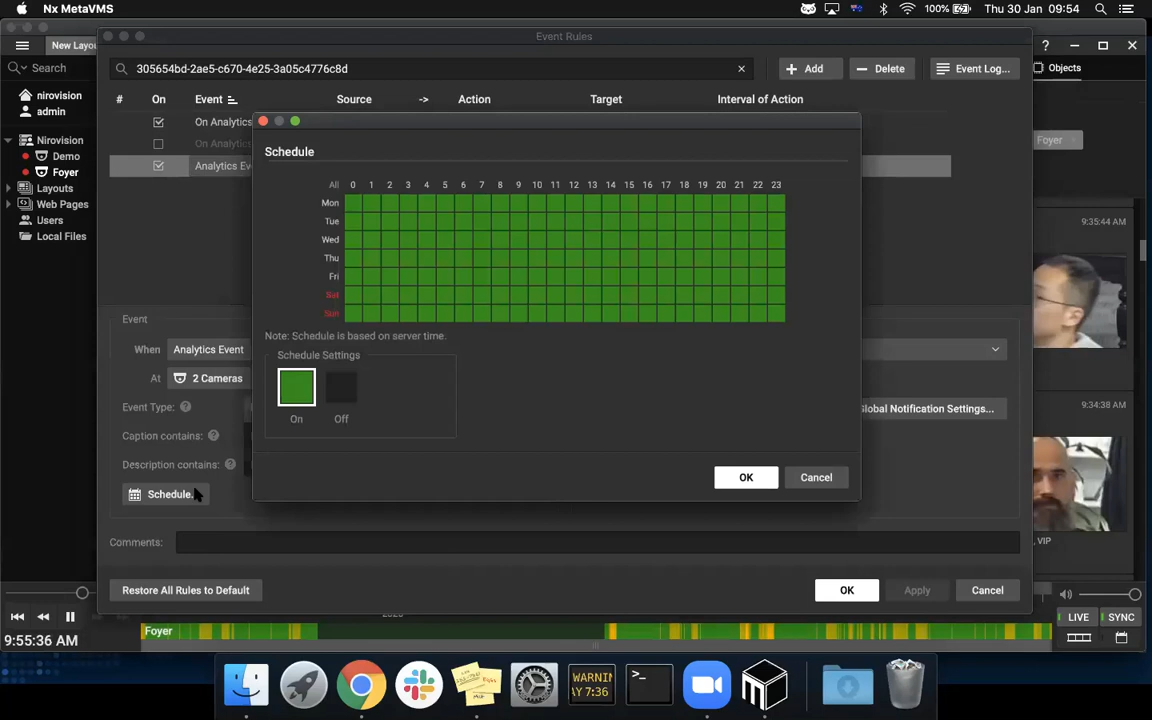 Nx MetaVMS
100%
Thu 30 Jan 09:54
New Layou
Event Rules
?
Search
305654bd-2ae5-c670-4e25-3a05c4776c8d
Add
Delete
Event Log...
Objects
nirovision
admin
# On Event Source -> Action Target Interval of Action
On Analytics
On Analytics
Analytics Ev
Nirovision
Demo
Foyer
Layouts
Web Pages
Users
Local Files
Foyer
Schedule
All 0 1 2 3 4 5 6 7 8 9 10 11 12 13 14 15 16 17 18 19 20 21 22 23
Mon
Tue
Wed
Thu
Fri
Sat
Sun
Note: Schedule is based on server time.
Schedule Settings
On Off
OK Cancel
9:35:44 AM
9:34:38 AM
, VIP
Event
When Analytics Event
At 2 Cameras
Event Type: ?
Caption contains: ?
Description contains: ?
Schedule.
Global Notification Settings...
Comments:
Restore All Rules to Default
OK Apply Cancel
9:55:36 AM
Foyer
LIVE SYNC
WARNIN
AY 7:36
>_